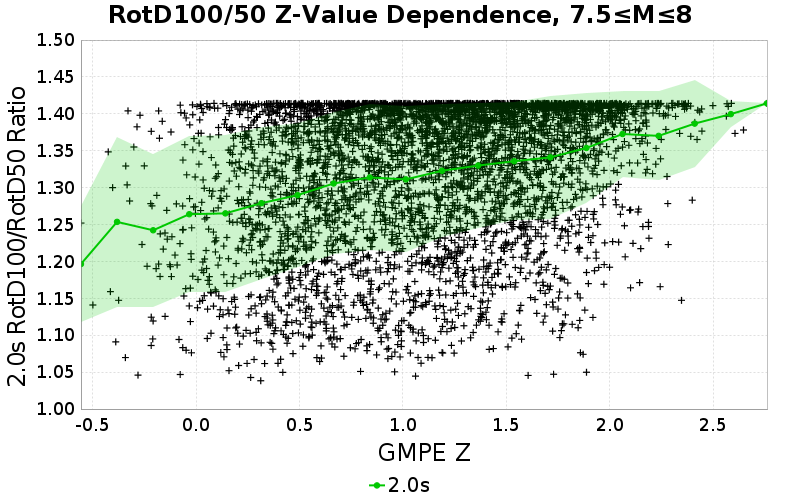 RotD100/50 Z-Value Dependence, 7.5≤M≤8
2.0s RotD100/RotD50 Ratio
1.50
1.45
1.40
1.35
1.30
1.25
1.20
1.15
1.10
1.05
1.00
-0.5 0.0 0.5 1.0 1.5 2.0 2.5
GMPE Z
2.0s